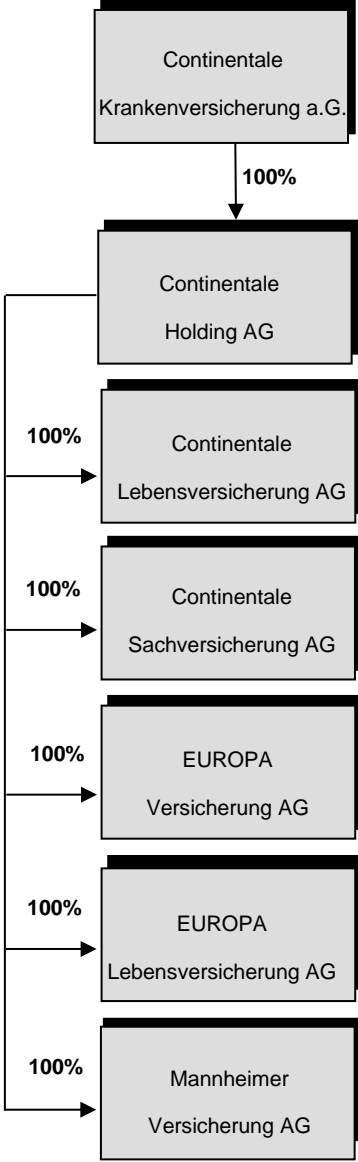 Continentale
Krankenversicherung a.G.
100%
Continentale
Holding AG
100%
Continentale
Lebensversicherung AG
100%
Continentale
Sachversicherung AG
100%
EUROPA
Versicherung AG
100%
EUROPA
Lebensversicherung AG
100%
Mannheimer
Versicherung AG